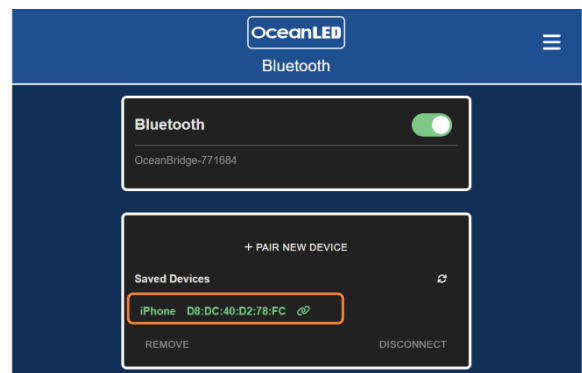 OceanLED
Bluetooth
Bluetooth
OceanBridge-771684
+ PAIR NEW DEVICE
Saved Devices
iPhone D8:DC:40:D2:78:FC
REMOVE DISCONNECT